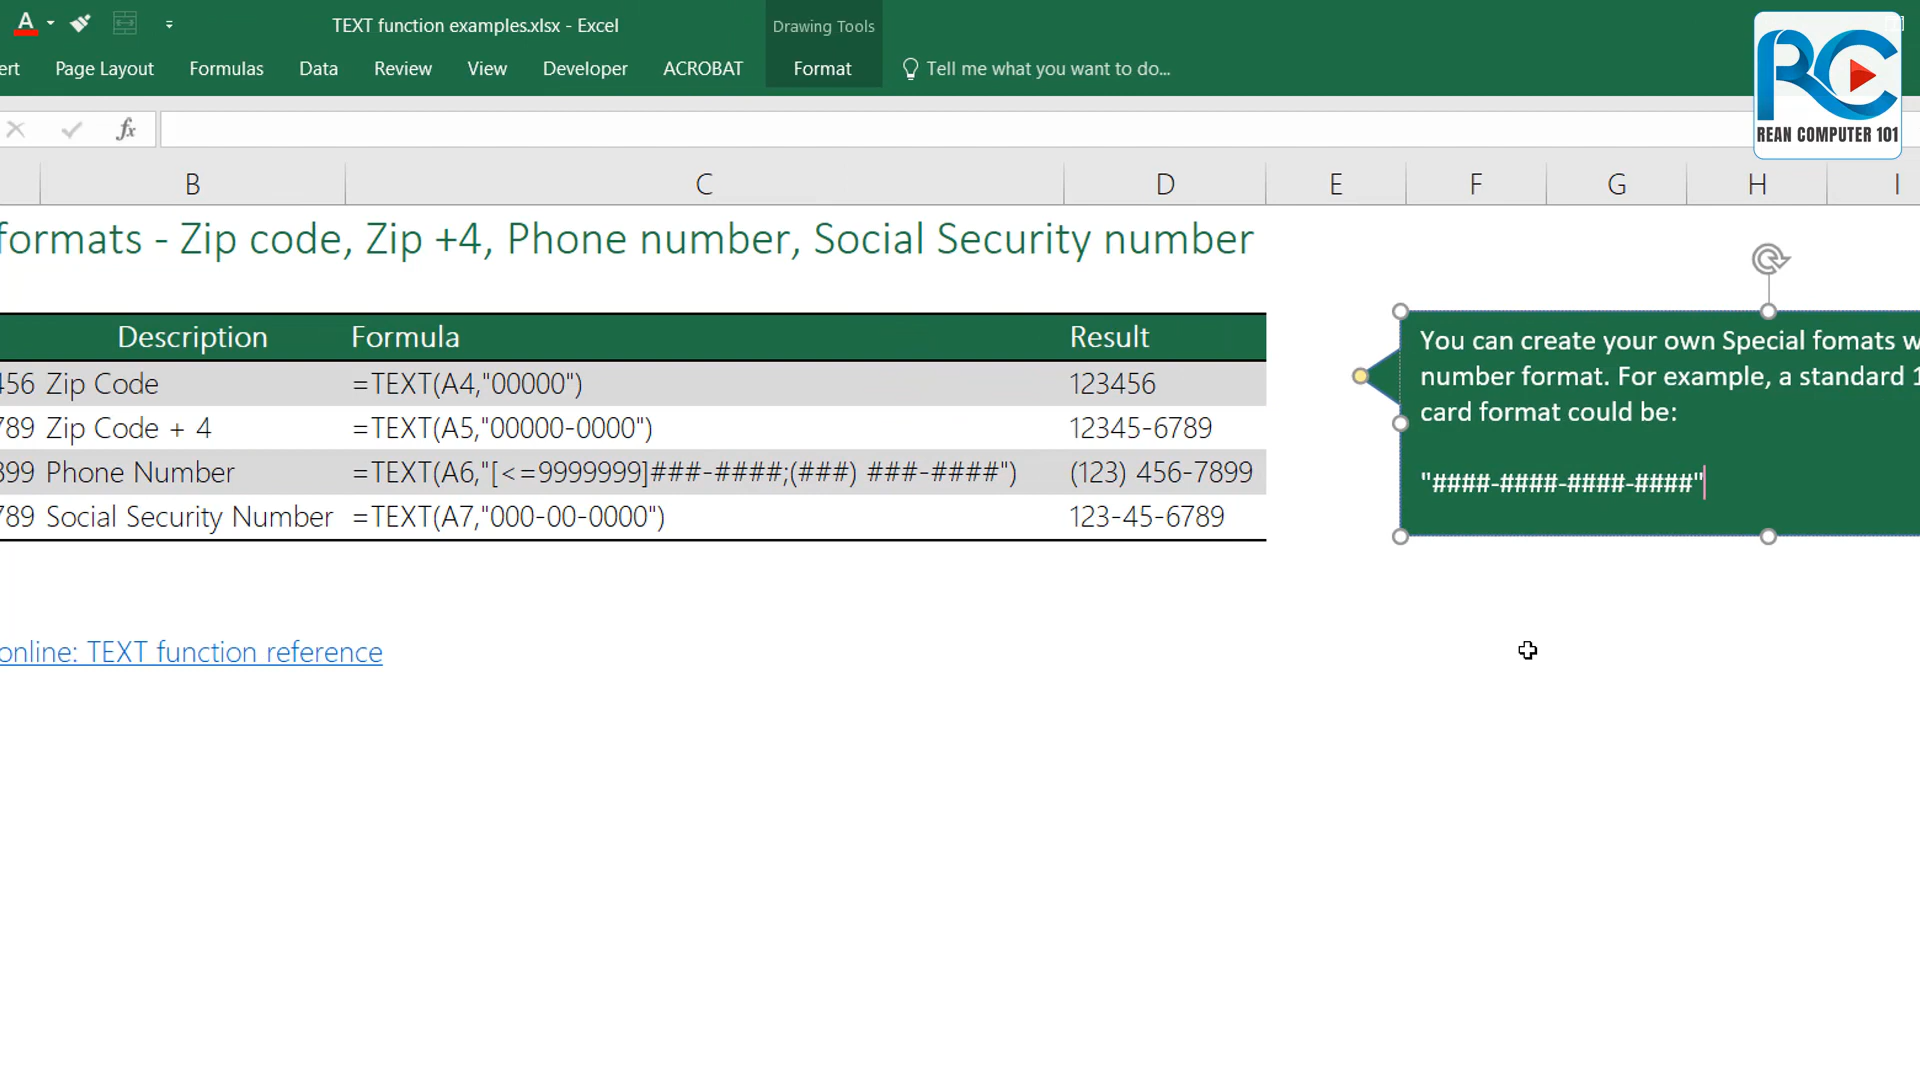 A
TEXT function examples.xlsx - Excel
Drawing Tools
ert Page Layout Formulas Data Review View Developer ACROBAT Format Tell me what you want to do...
RC
REAN COMPUTER 101
fx
B C D E F G H I
formats - Zip code, Zip +4, Phone number, Social Security number
Description Formula Result
456 Zip Code =TEXT(A4,"00000") 123456
789 Zip Code + 4 =TEXT(A5,"00000-0000") 12345-6789
899 Phone Number =TEXT(A6,"[<=9999999]###-####;(###) ###-####") (123) 456-7899
789 Social Security Number =TEXT(A7,"000-00-0000") 123-45-6789
You can create your own Special fomats w
number format. For example, a standard 1
card format could be:
"####-####-####-####"
online: TEXT function reference